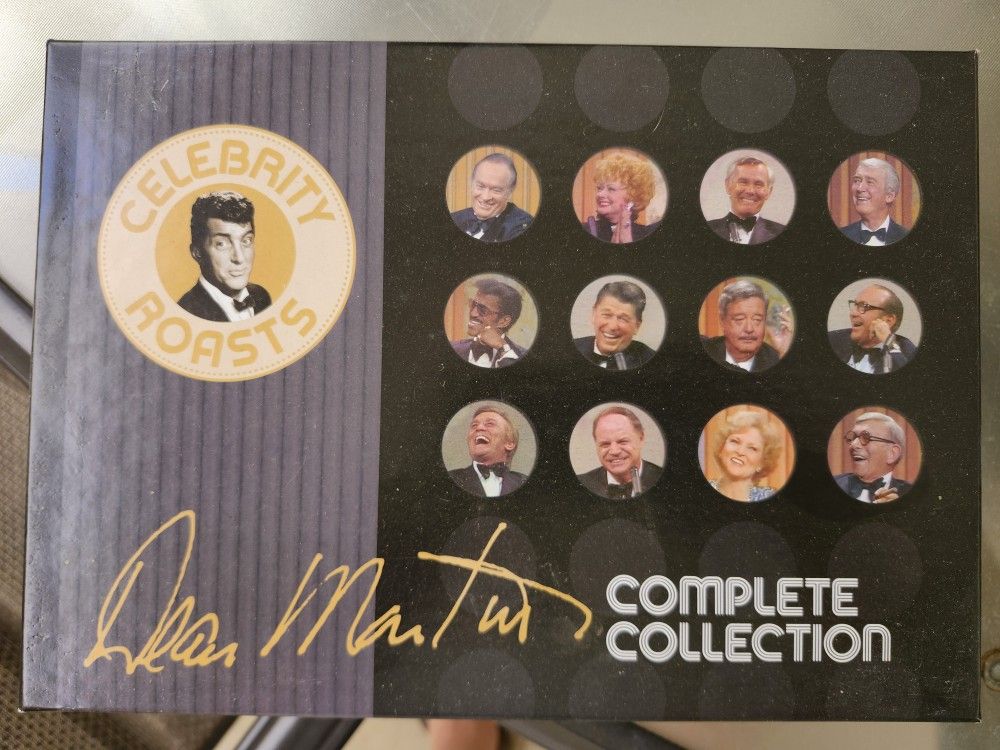 CELEBRITY
ROASTS
Dean Martin
COMPLETE
COLLECTION